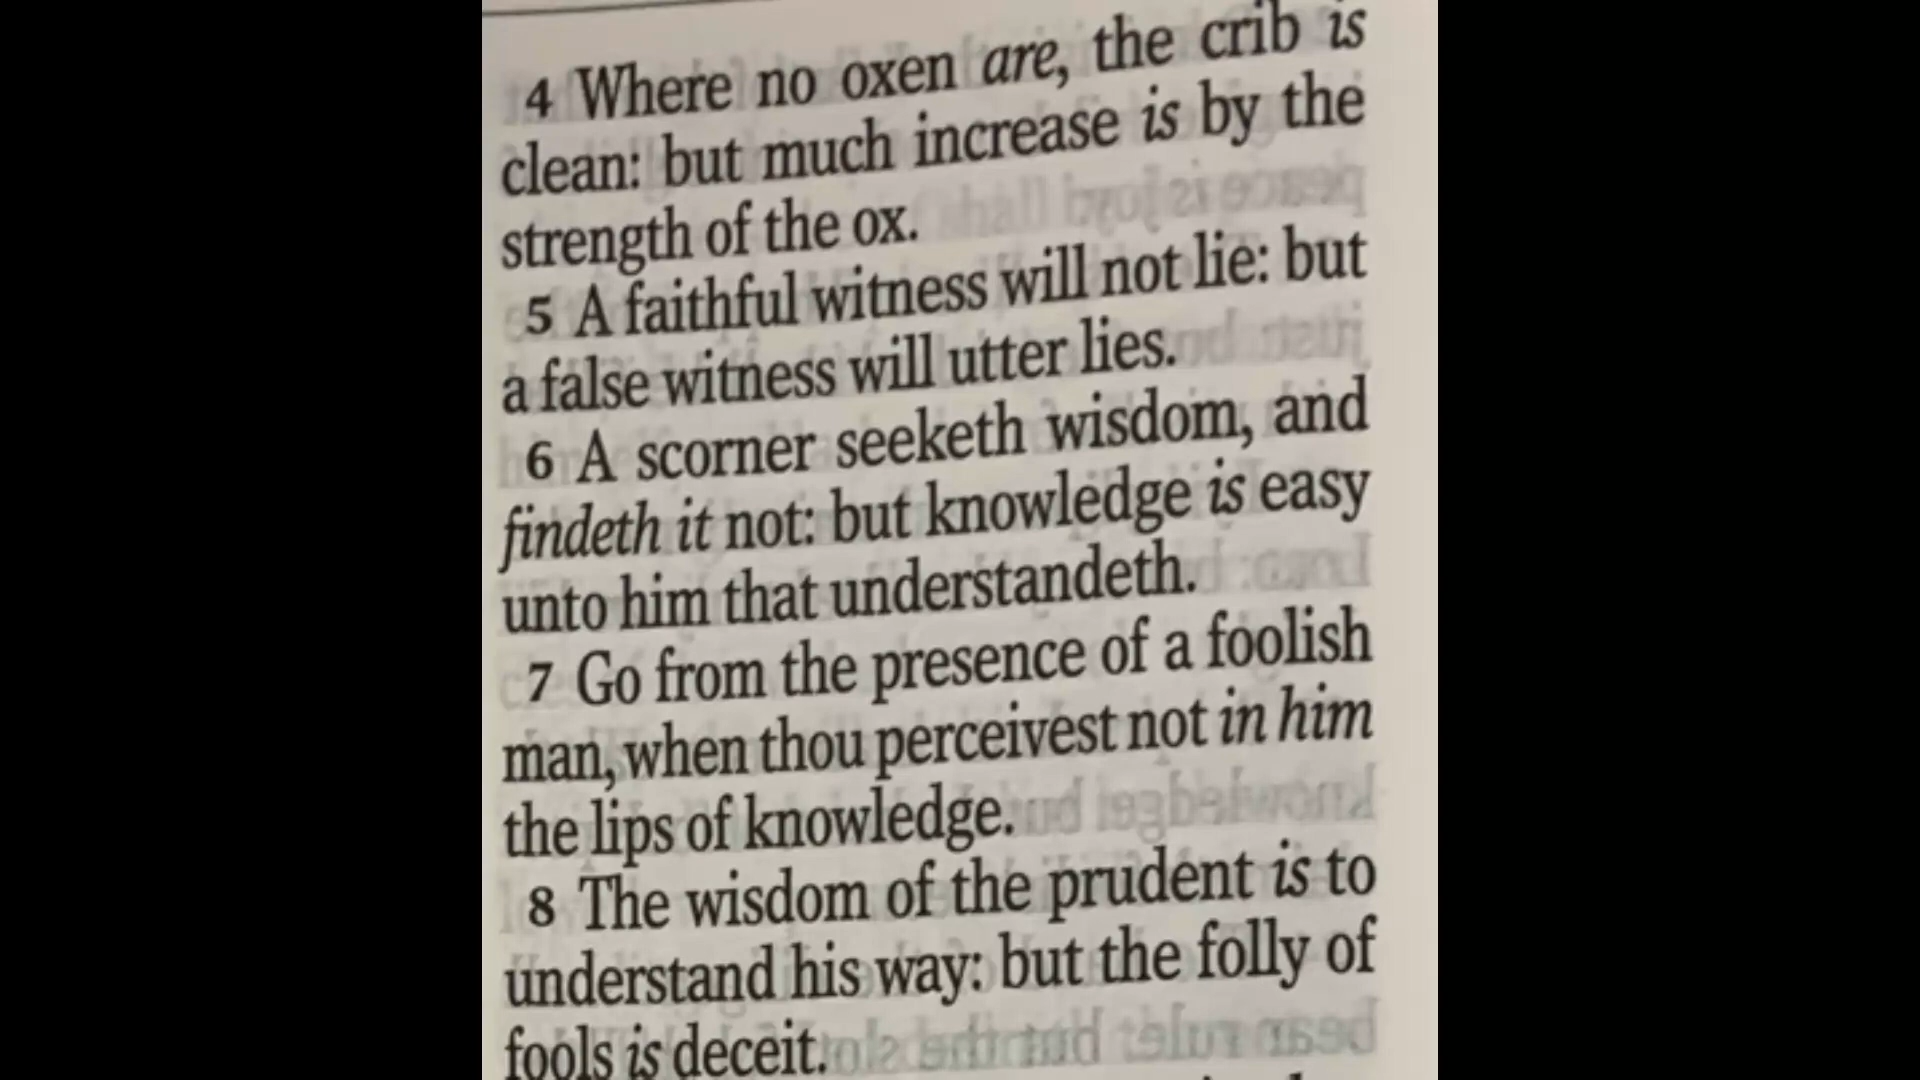 4 Where no oxen are, the crib is
clean: but much increase is by the
strength of the ox.
5 A faithful witness will not lie: but
a false witness will utter lies.
6 A scorner seeketh wisdom, and
findeth it not: but knowledge is easy
unto him that understandeth.
7 Go from the presence of a foolish
man, when thou perceivest not in him
the lips of knowledge.
8 The wisdom of the prudent is to
understand his way: but the folly of
fools is deceit.